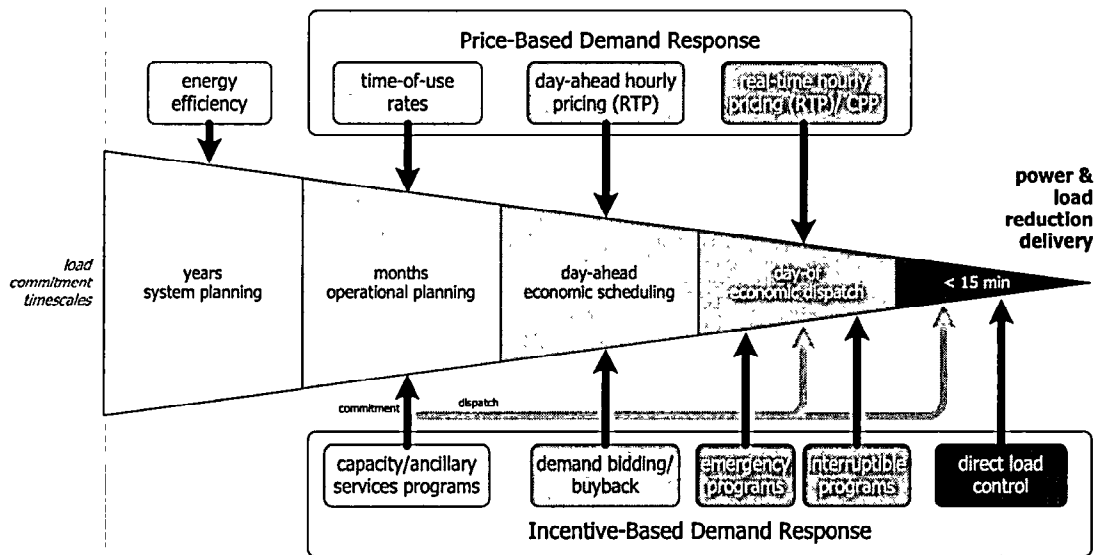 Price-Based Demand Response
energy
efficiency
time-of-use
rates
day-ahead hourly
pricing (RTP)
real-time hourly
pricing (RTP)/ CPP
power &
load
reduction
delivery
load
commitment
timescales
years
system planning
months
operational planning
day-ahead
economic scheduling
day-of
economic dispatch
< 15 min
commitment
dispatch
capacity/ancillary
services programs
demand bidding/
buyback
emergency
programs
interruptible
programs
direct load
control
Incentive-Based Demand Response